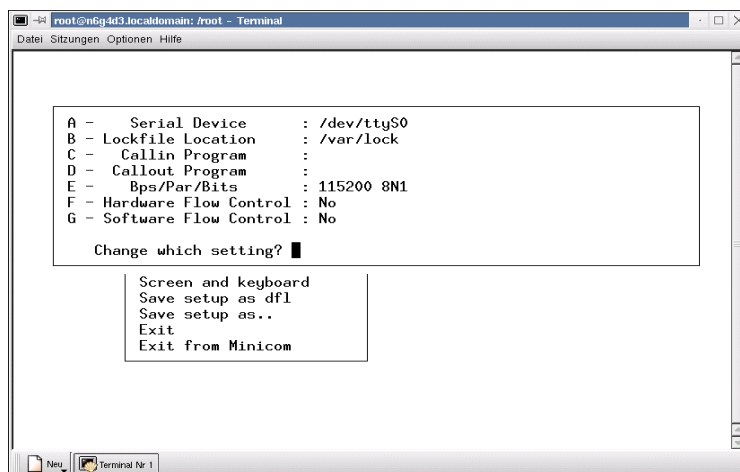 root@n6g4d3.localdomain: /root - Terminal
Datei Sitzungen Optionen Hilfe
A - Serial Device : /dev/ttyS0
B - Lockfile Location : /var/lock
C - Callin Program :
D - Callout Program :
E - Bps/Par/Bits : 115200 8N1
F - Hardware Flow Control : No
G - Software Flow Control : No
Change which setting?
Screen and keyboard
Save setup as dfl
Save setup as..
Exit
Exit from Minicom
Neu Terminal Nr 1